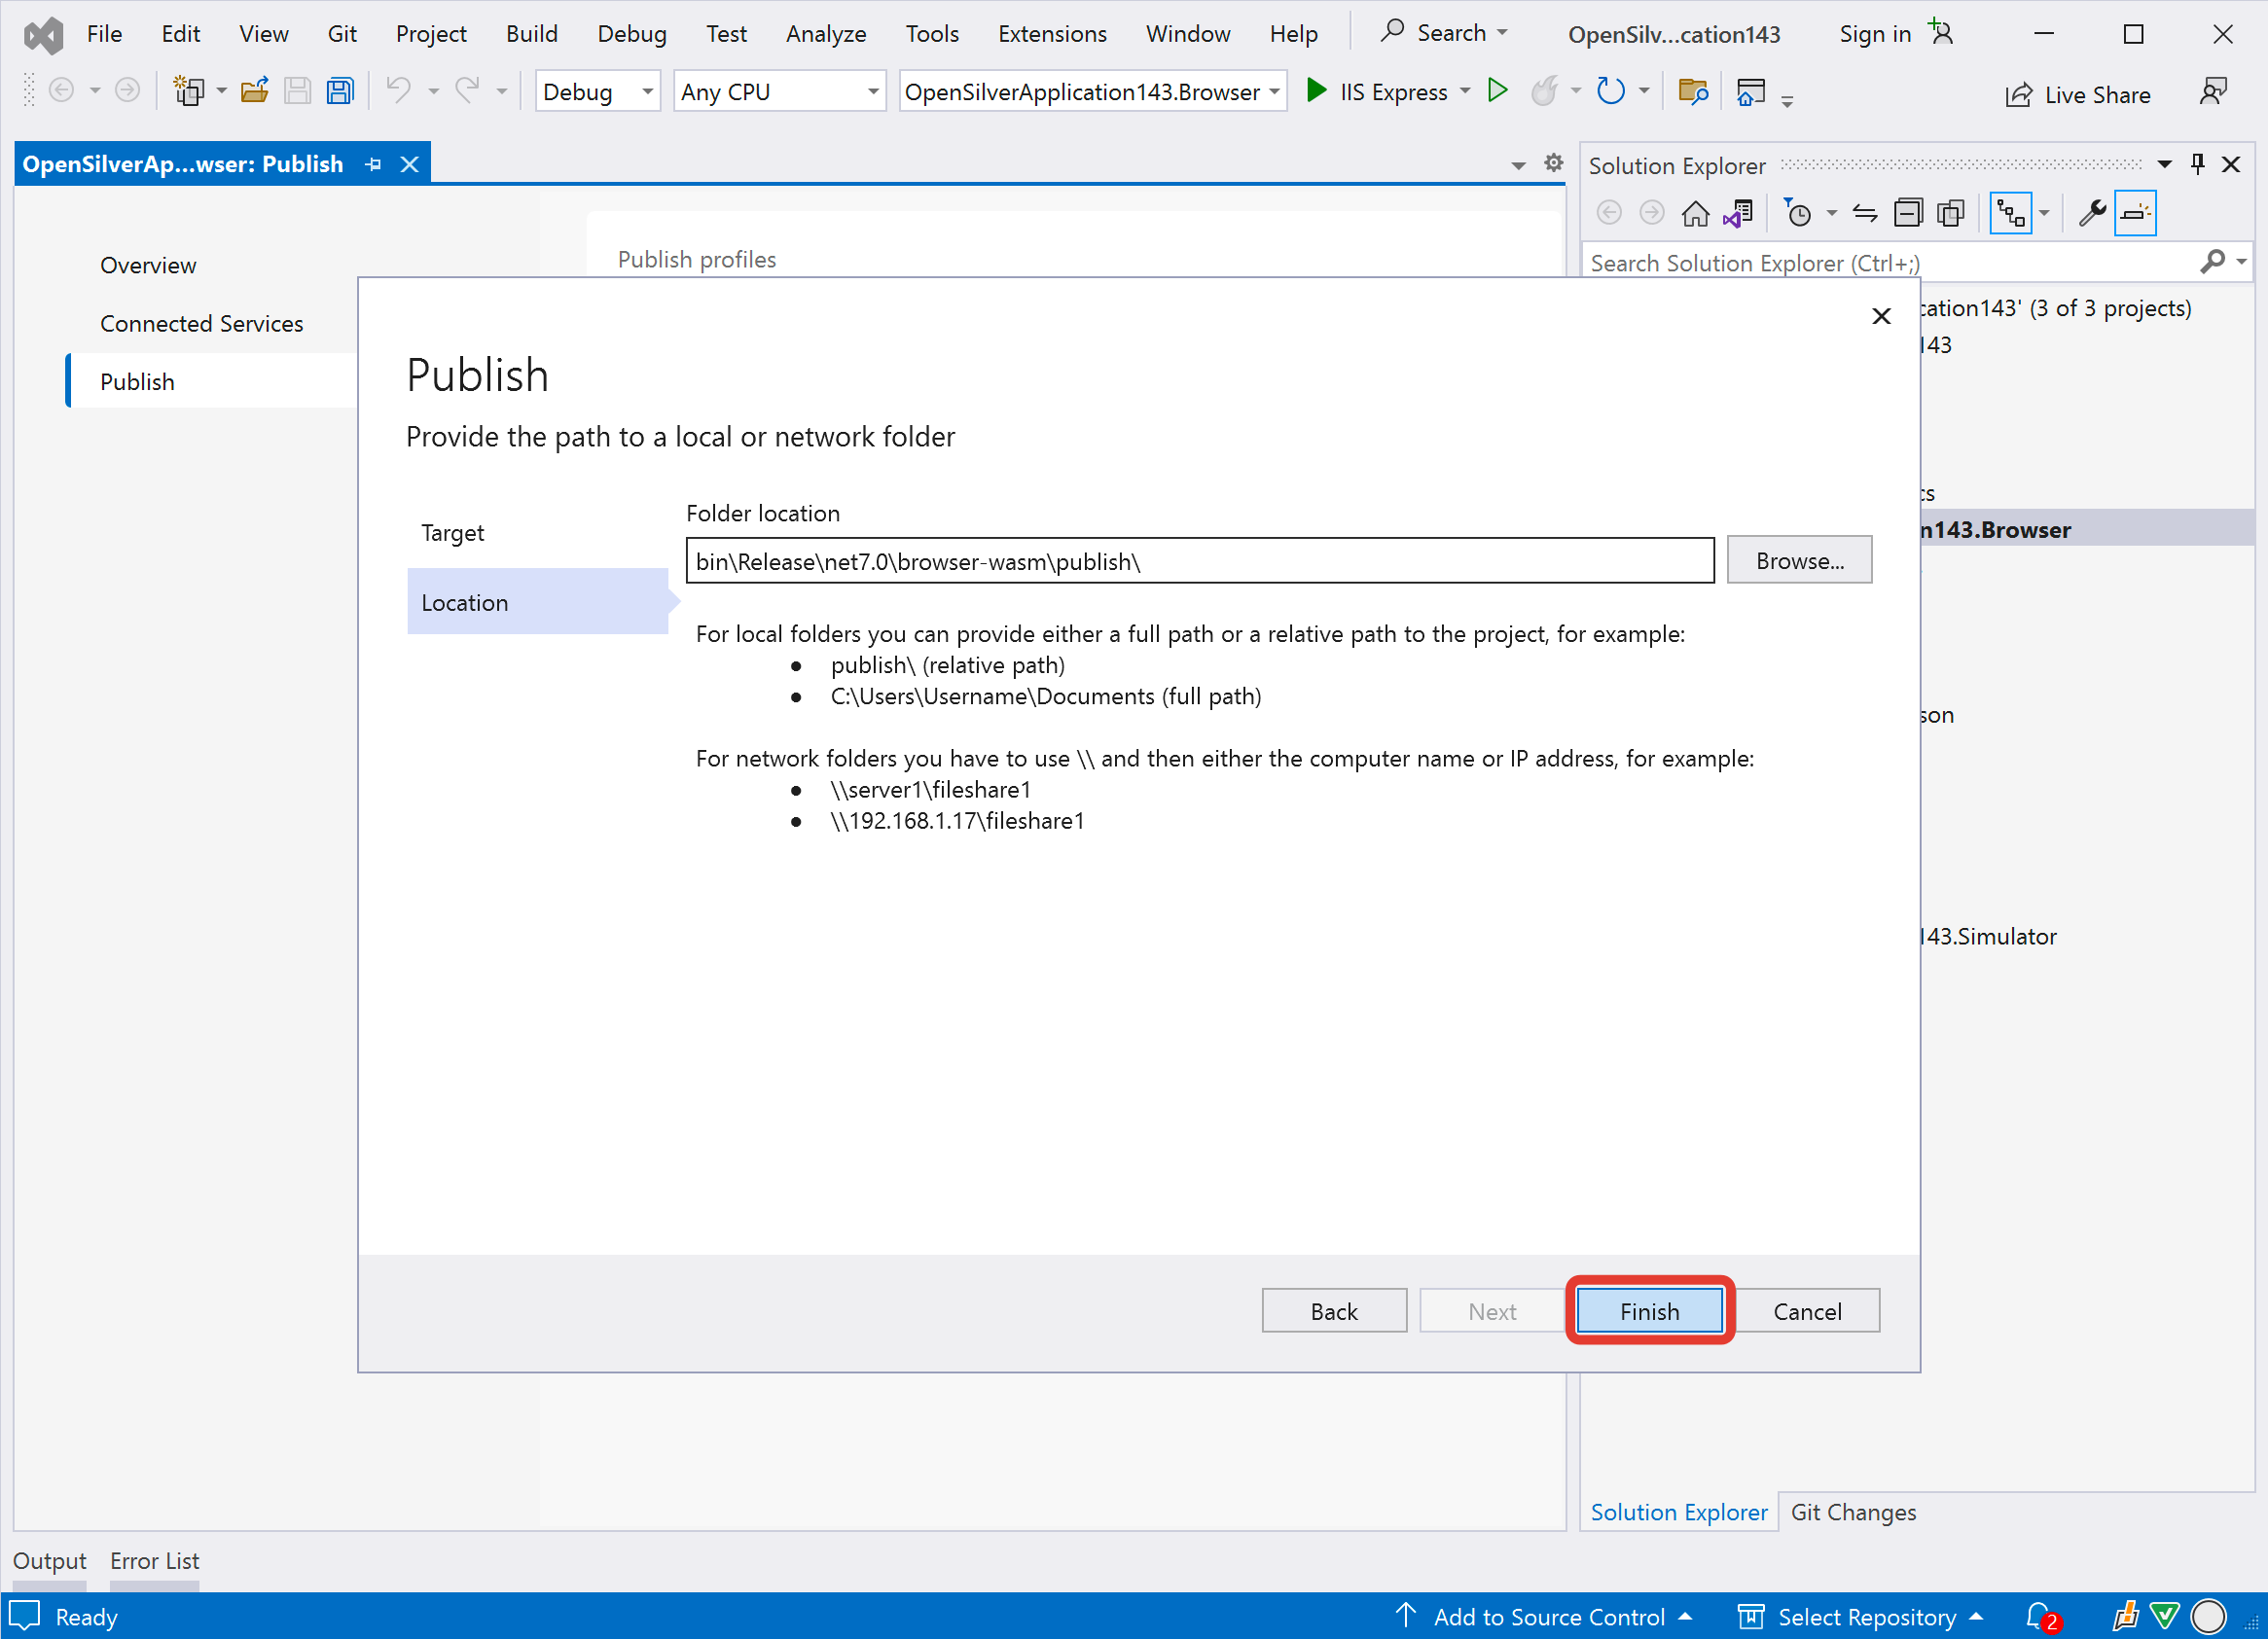 File Edit View Git Project Build Debug Test Analyze Tools Extensions Window Help Search OpenSilv...cation143 Sign in
Debug Any CPU OpenSilverApplication143.Browser IIS Express Live Share
OpenSilverAp...wser: Publish
Solution Explorer
Search Solution Explorer (Ctrl+;)
Overview
Connected Services
Publish
Publish profiles
cation143' (3 of 3 projects)
143
cs
n143.Browser
son
143.Simulator
Publish
Provide the path to a local or network folder
Target
Location
Folder location
bin\Release\net7.0\browser-wasm\publish\
Browse...
For local folders you can provide either a full path or a relative path to the project, for example:
● publish\ (relative path)
● C:\Users\Username\Documents (full path)
For network folders you have to use \\ and then either the computer name or IP address, for example:
● \\server1\fileshare1
● \\192.168.1.17\fileshare1
Back Next Finish Cancel
Solution Explorer Git Changes
Output Error List
Ready Add to Source Control Select Repository 2